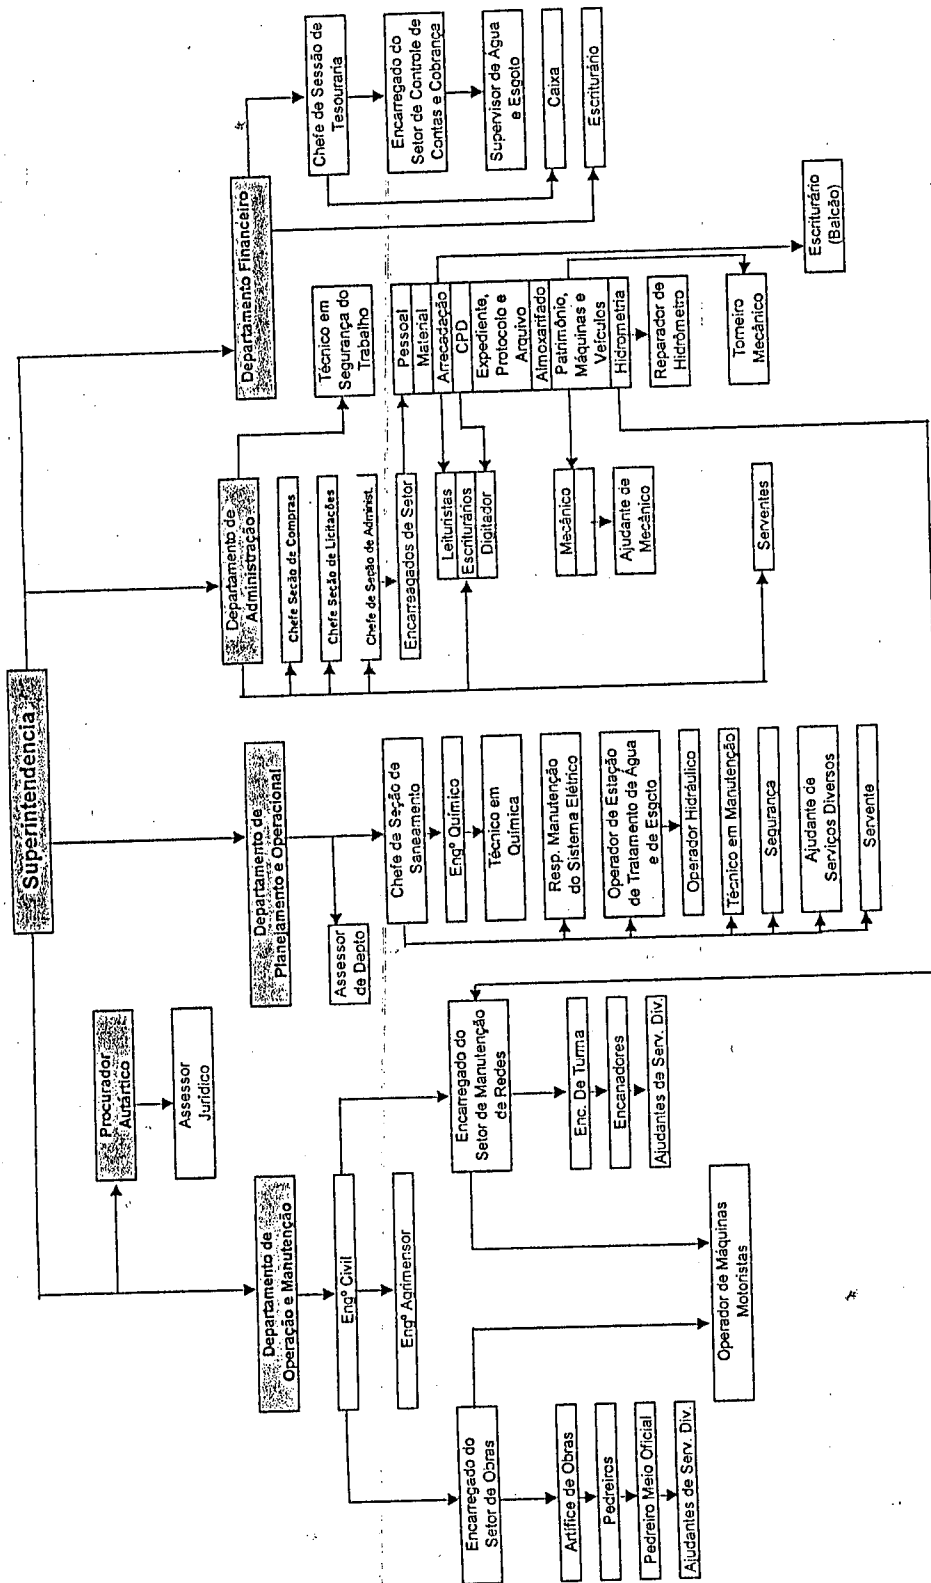 Superintendencia
Procurador
Autártico
Assessor
Jurídico
Departamento de
Operação e Manutenção
Engº Civil
Engº Agrimensor
Encarregado do
Setor de Obras
Artífice de Obras
Pedreiros
Pedreiro Meio Oficial
Ajudantes de Serv. Div.
Encarregado do
Setor de Manutenção
de Redes
Enc. De Turma
Encanadores
Ajudantes de Serv. Div.
Operador de Máquinas
Motoristas
Departamento de
Planejamento e Operacional
Assessor
de Depto
Chefe de Seção de
Saneamento
Engº Químico
Técnico em
Química
Resp. Manutenção
do Sistema Elétrico
Operador de Estação
de Tratamento de Água
e de Esgoto
Operador Hidráulico
Técnico em Manutenção
Segurança
Ajudante de
Serviços Diversos
Servente
Departamento de
Administração
Chefe Secão de Compras
Chefe Seção de Licitações
Chefe de Seção de Administ.
Encarreagados de Setor
Técnico em
Segurança do
Trabalho
Pessoal
Material
Arrecadação
CPD
Expediente,
Protocolo e
Arquivo
Almoxarifado
Patrimônio,
Máquinas e
Veículos
Hidrometria
Leituristas
Escriturários
Digitador
Mecânico
Ajudante de
Mecânico
Serventes
Reparador de
Hidrômetro
Torneiro
Mecânico
Escriturário
(Balcão)
Departamento Financeiro
Chefe de Sessão de
Tesouraria
Encarregado do
Setor de Controle de
Contas e Cobrança
Supervisor de Água
e Esgoto
Caixa
Escriturário